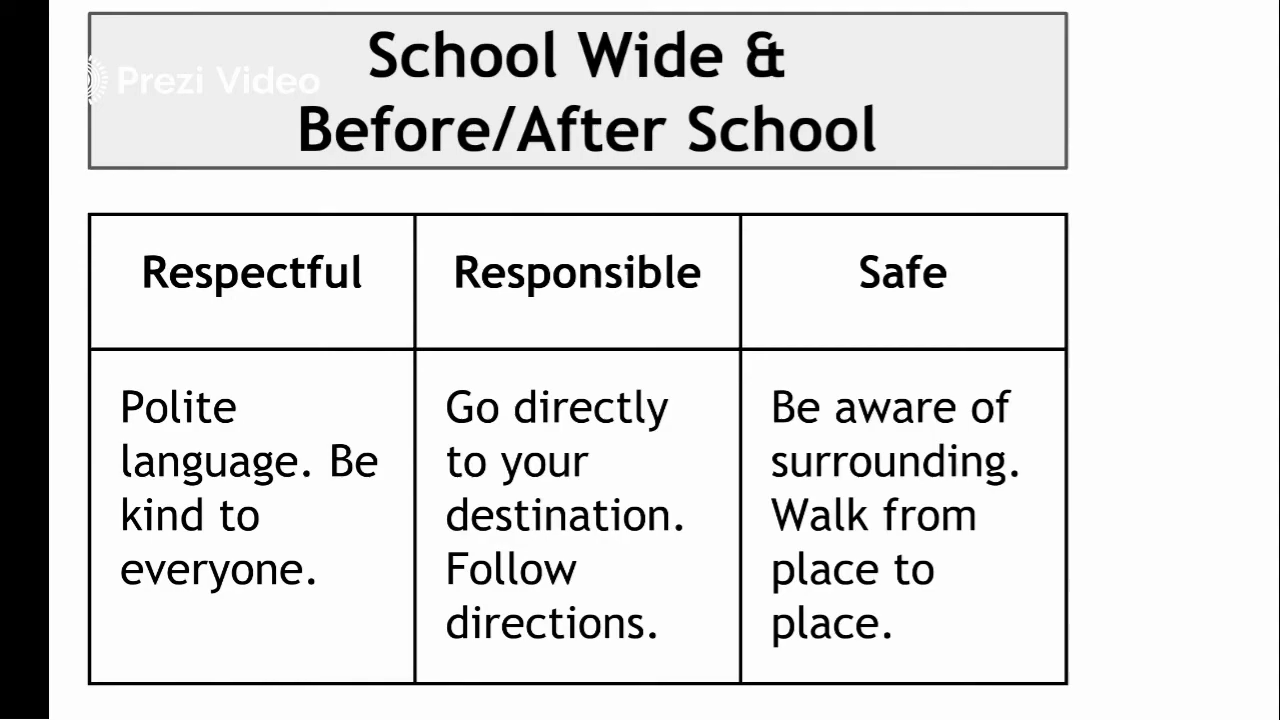 School Wide &
Prezi Video
Before/After School
Respectful
Responsible
Safe
Polite
language. Be
kind to
everyone.
Go directly
to your
destination.
Follow
directions.
Be aware of
surrounding.
Walk from
place to
place.